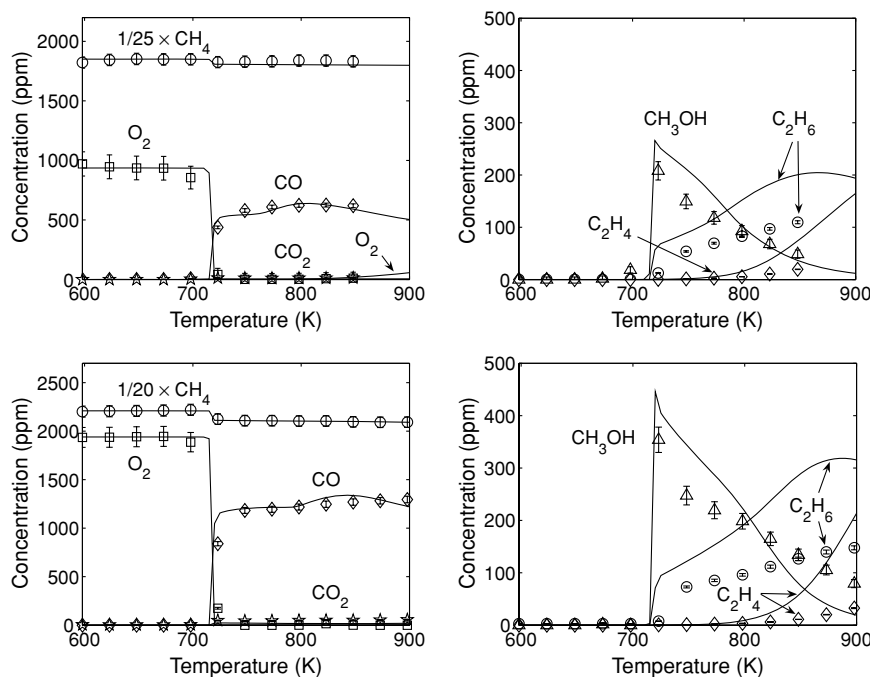 2000
1500
1000
500
0
Concentration (ppm)
1/25 × CH₄
O₂
CO
CO₂
O₂
600 700 800 900
Temperature (K)
500
400
300
200
100
0
Concentration (ppm)
CH₃OH
C₂H₆
C₂H₄
600 700 800 900
Temperature (K)
2500
2000
1500
1000
500
0
Concentration (ppm)
1/20 × CH₄
O₂
CO
CO₂
600 700 800 900
Temperature (K)
500
400
300
200
100
0
Concentration (ppm)
CH₃OH
C₂H₆
C₂H₄
600 700 800 900
Temperature (K)